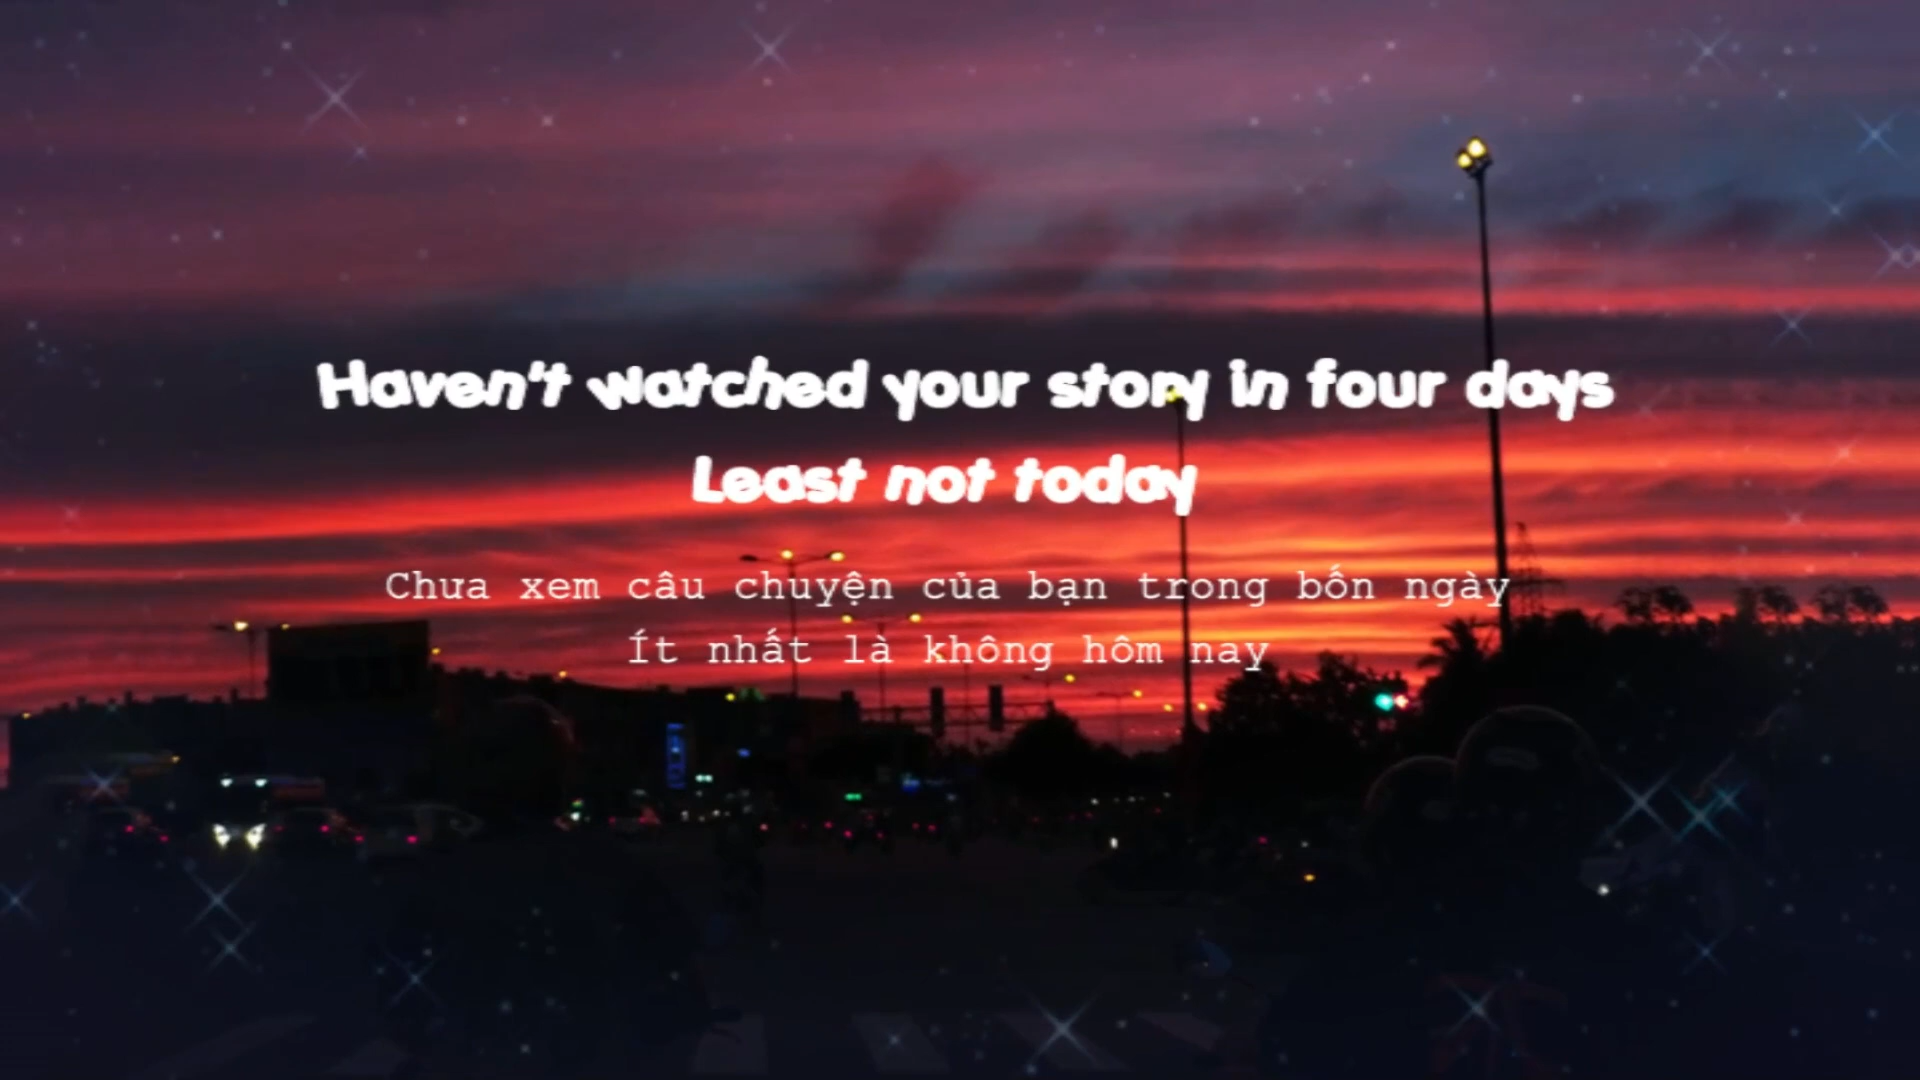 Haven't watched your story in four days
Least not today
Chưa xem câu chuyện của bạn trong bốn ngày
Ít nhất là không hôm nay